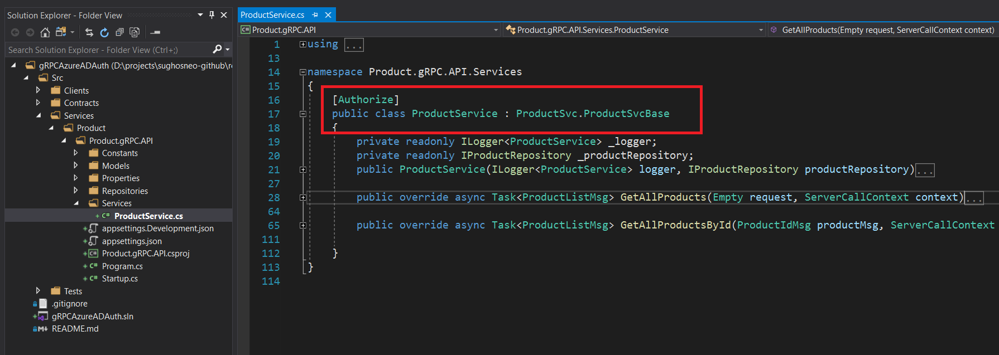 Solution Explorer - Folder View
Search Solution Explorer - Folder View (Ctrl+;)
gRPCAzureADAuth (D:\projects\sughosneo-github\r
Src
Clients
Contracts
Services
Product
Product.gRPC.API
Constants
Models
Properties
Repositories
Services
+ C# ProductService.cs
+ appsettings.Development.json
+ appsettings.json
+ C# Product.gRPC.API.csproj
+ C# Program.cs
+ C# Startup.cs
Tests
.gitignore
+ gRPCAzureADAuth.sln
M README.md
ProductService.cs
C# Product.gRPC.API
Product.gRPC.API.Services.ProductService
GetAllProducts(Empty request, ServerCallContext context)
1 using ...
13
14 namespace Product.gRPC.API.Services
15 {
16 [Authorize]
17 public class ProductService : ProductSvc.ProductSvcBase
18 {
19 private readonly ILogger<ProductService> _logger;
20 private readonly IProductRepository _productRepository;
21 public ProductService(ILogger<ProductService> logger, IProductRepository productRepository)...
27
28 public override async Task<ProductListMsg> GetAllProducts(Empty request, ServerCallContext context)...
64
65 public override async Task<ProductListMsg> GetAllProductsById(ProductIdMsg productMsg, ServerCallContext
111
112 }
113 }
114